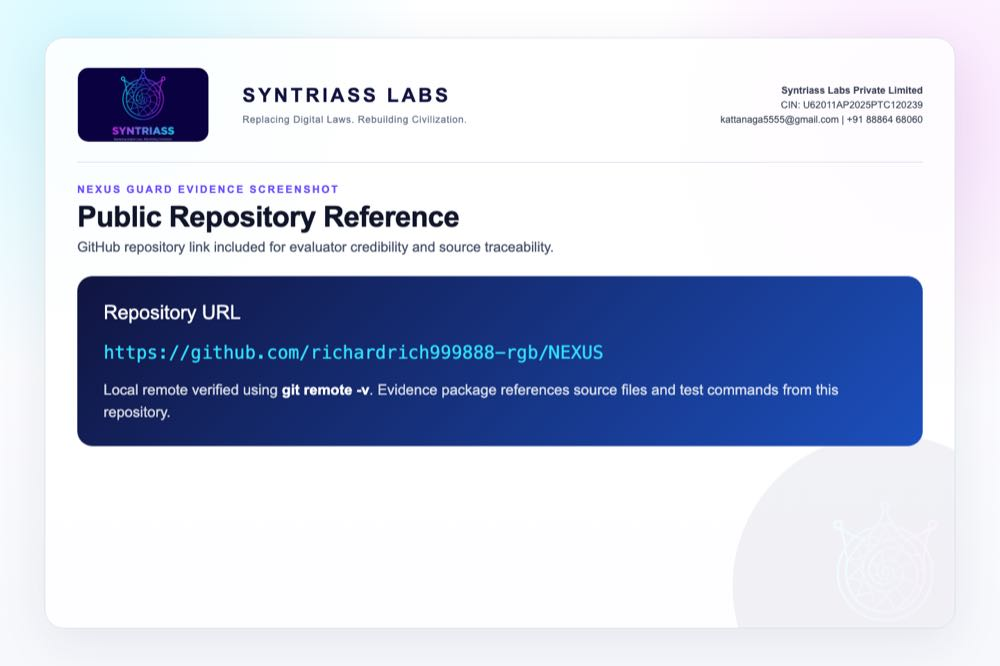 SYNTRIASS
SYNTRIASS LABS
Replacing Digital Laws. Rebuilding Civilization.
Syntriass Labs Private Limited
CIN: U62011AP2025PTC120239
kattanaga5555@gmail.com | +91 88864 68060
NEXUS GUARD EVIDENCE SCREENSHOT
Public Repository Reference
GitHub repository link included for evaluator credibility and source traceability.
Repository URL
https://github.com/richardrich999888-rgb/NEXUS
Local remote verified using git remote -v. Evidence package references source files and test commands from this
repository.